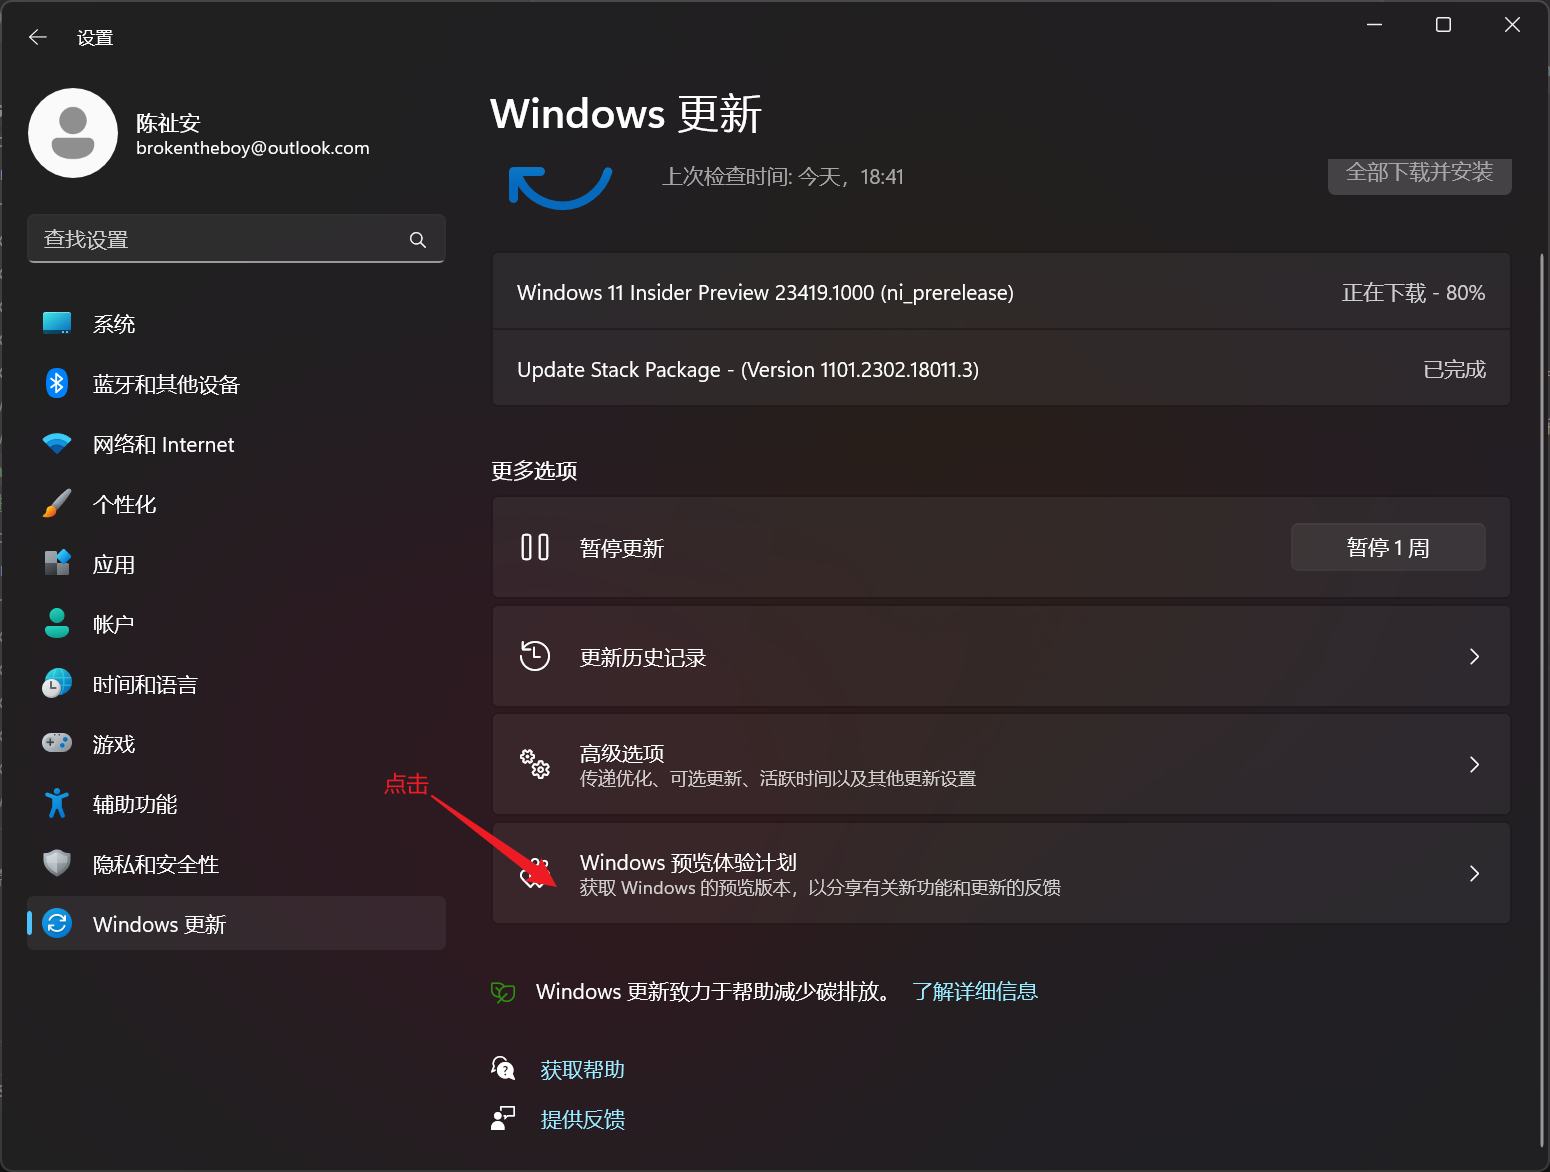 设置
陈祉安
brokentheboy@outlook.com
查找设置
系统
蓝牙和其他设备
网络和 Internet
个性化
应用
帐户
时间和语言
游戏
辅助功能
隐私和安全性
Windows 更新
Windows 更新
上次检查时间: 今天，18:41
全部下载并安装
Windows 11 Insider Preview 23419.1000 (ni_prerelease)
正在下载 - 80%
Update Stack Package - (Version 1101.2302.18011.3)
已完成
更多选项
暂停更新
暂停 1 周
更新历史记录
高级选项
传递优化、可选更新、活跃时间以及其他更新设置
点击
Windows 预览体验计划
获取 Windows 的预览版本，以分享有关新功能和更新的反馈
Windows 更新致力于帮助减少碳排放。 了解详细信息
获取帮助
提供反馈